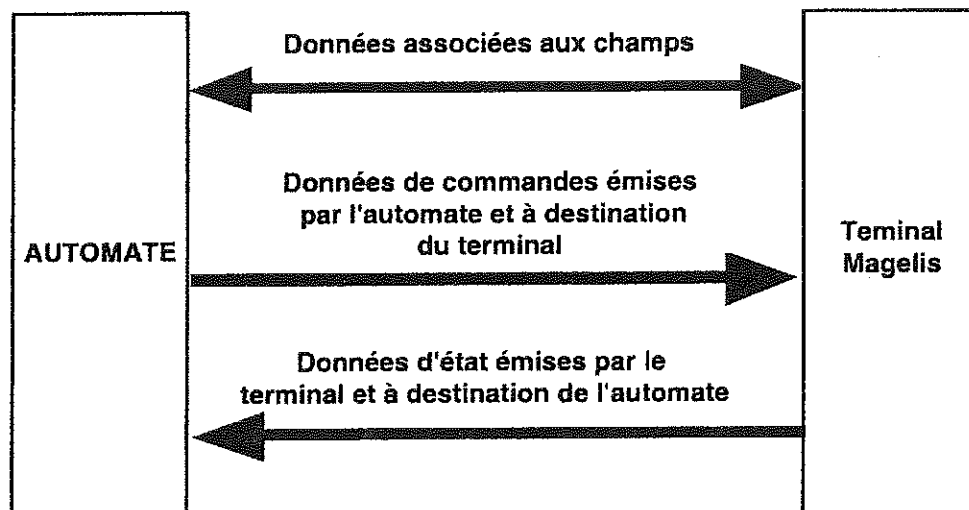 Données associées aux champs
Données de commandes émises
par l'automate et à destination
du terminal
AUTOMATE
Teminal
Magelis
Données d'état émises par le
terminal et à destination de l'automate